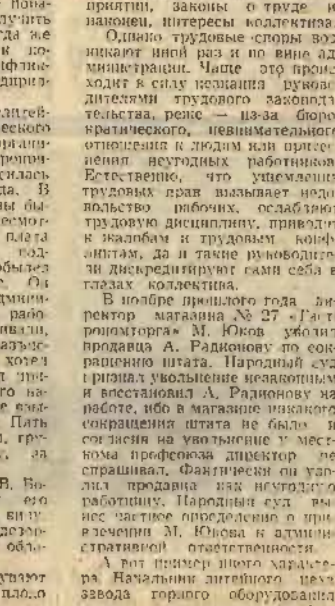 приятии, законы о труде и
наконец, интересы коллектива.
Однако трудовые споры воз
никают иной раз и по вине ад
министрации. Чаще это проис
ходит в силу незнания руково
дителями трудового законода
тельства, реже — из-за бюро
кратического, невнимательного
отношения к людям или притес
нения неугодных работников
Естественно, что ущемление
трудовых прав вызывает недо
вольство рабочих, ослабляет
трудовую дисциплину, приводит
к жалобам и трудовым конф
ликтам, да и такие руководите
ли дискредитируют сами себя в
глазах коллектива.
В ноябре прошлого года ди
ректор магазина № 27 «Гаст
рономторга» М. Юков уволил
продавца А. Радионову по сок
ращению штата. Народный суд
признал увольнение незаконным
и восстановил А. Радионову на
работе, ибо в магазине никакого
сокращения штата не было и
согласия на увольнение у мест
кома профсоюза директор не
спрашивал. Фактически он уво
лил продавца как неугодного
работницу. Народный суд вы
нес частное определение о при
влечении М. Юкова к админи
стративной ответственности.
А вот пример иного характе
ра. Начальник литейного цеха
завода горного оборудования